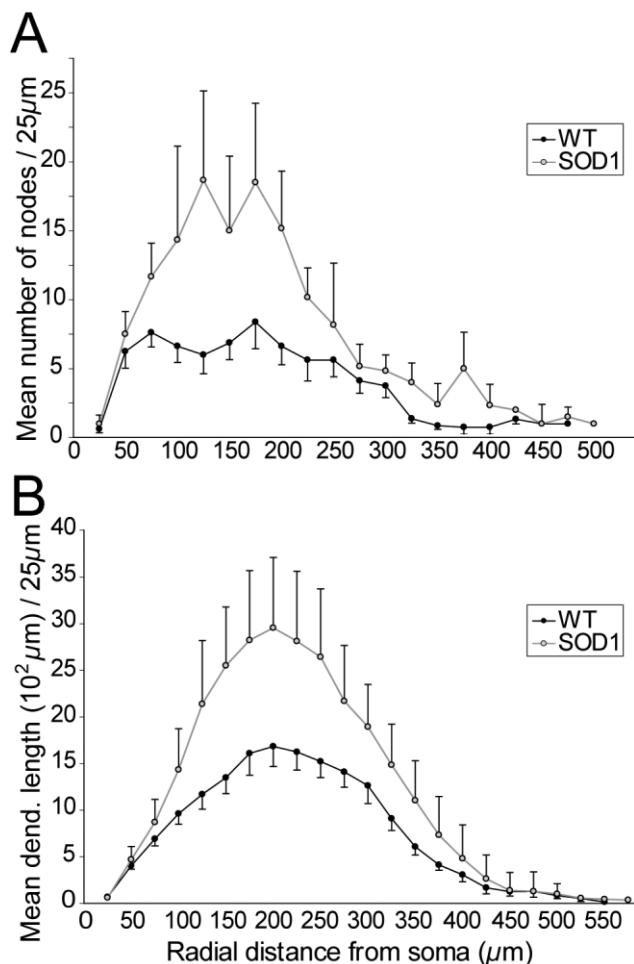 A
Mean number of nodes / 25µm
25
20
15
10
5
0
0 50 100 150 200 250 300 350 400 450 500
WT
SOD1
B
Mean dend. length (10² µm) / 25µm
40
35
30
25
20
15
10
5
0
0 50 100 150 200 250 300 350 400 450 500 550
WT
SOD1
Radial distance from soma (µm)